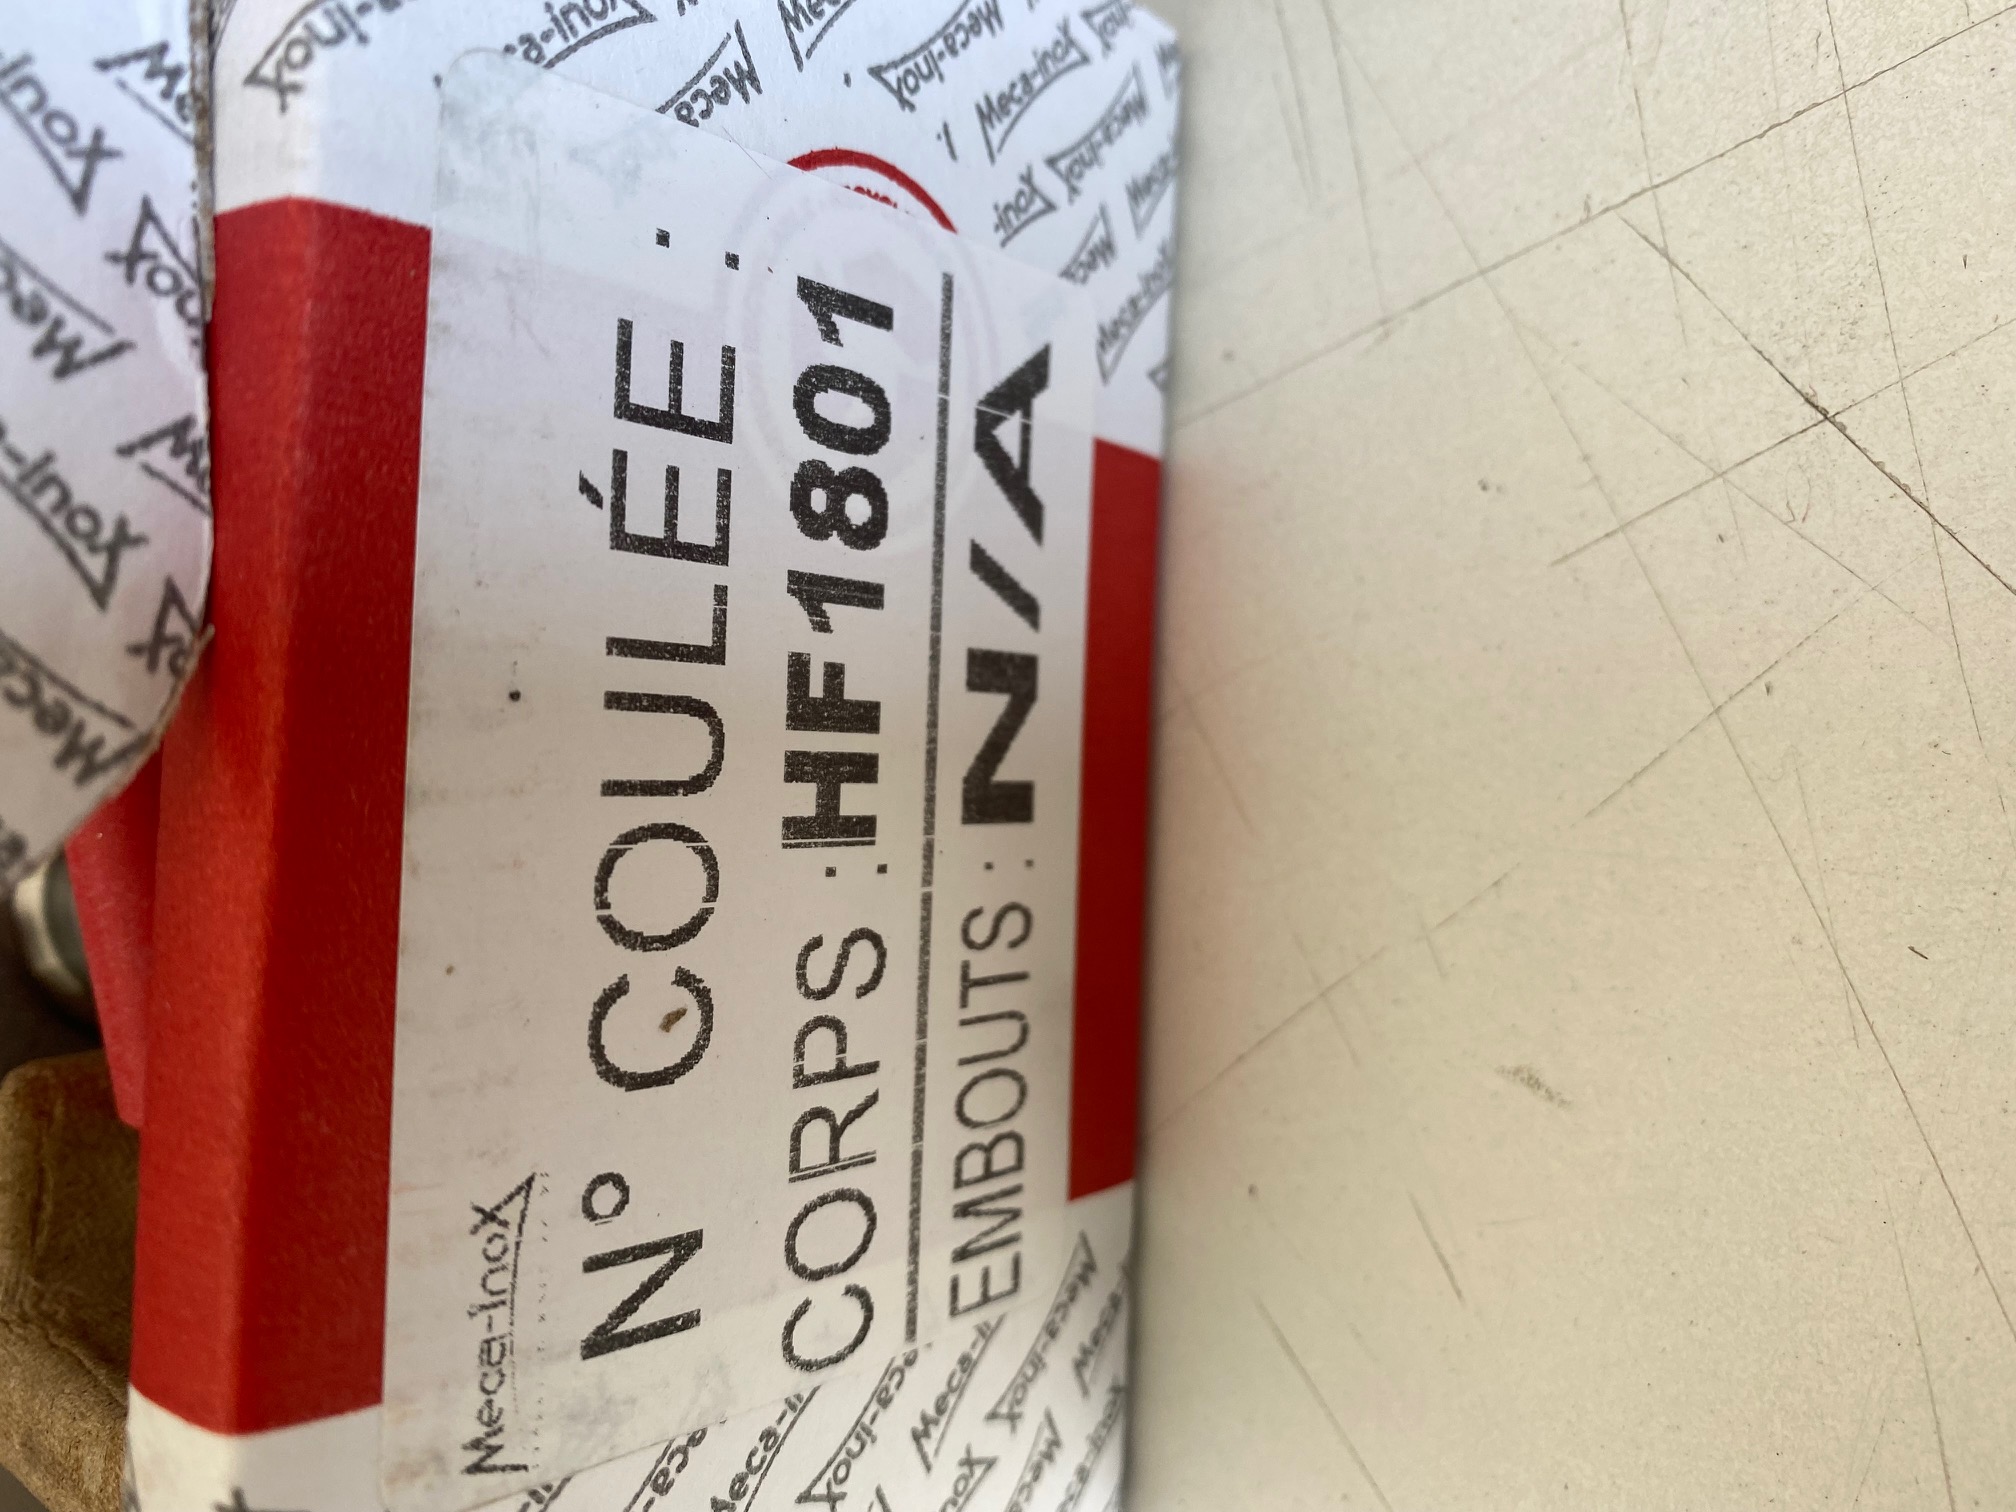 Meca-inox
N° COULÉE :
CORPS :HF1801
EMBOUTS : N/A